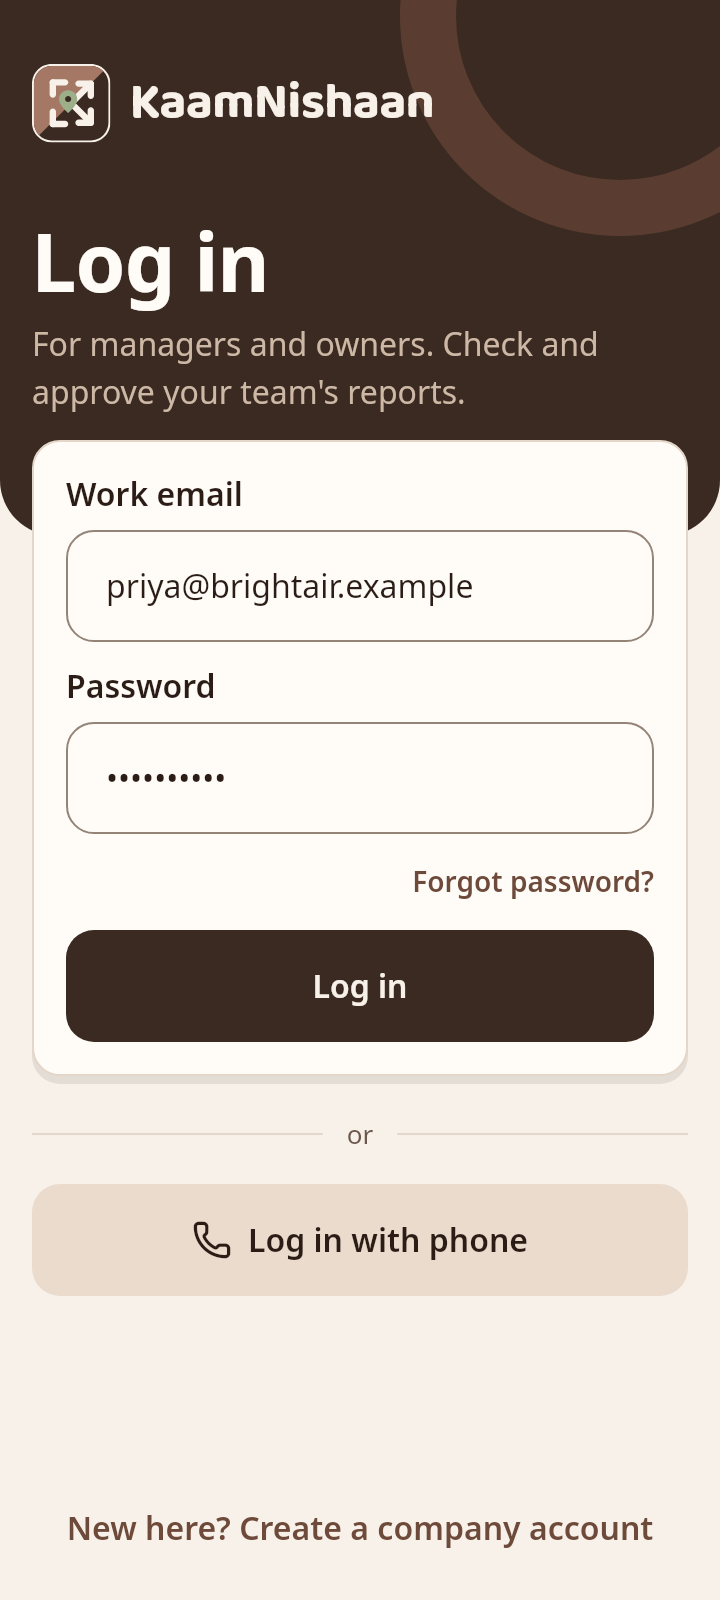 KaamNishaan
Log in
For managers and owners. Check and
approve your team's reports.
Work email
priya@brightair.example
Password
••••••••••
Forgot password?
Log in
or
Log in with phone
New here? Create a company account